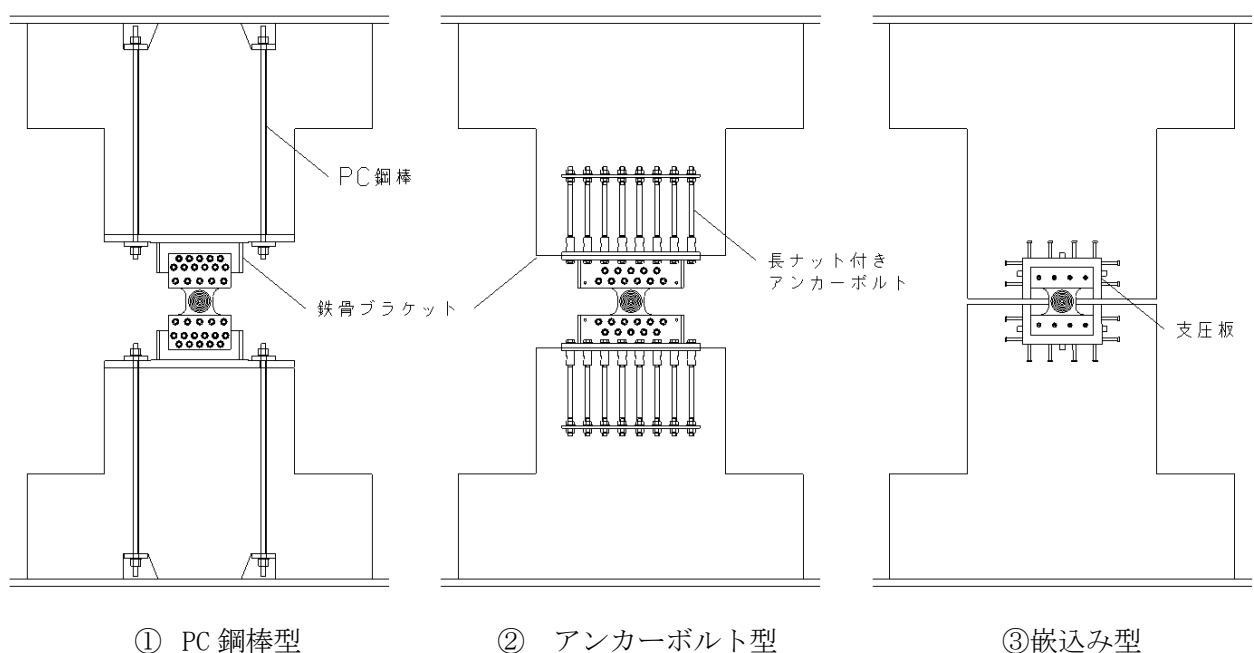 PC鋼棒
鉄骨ブラケット
長ナット付き
アンカーボルト
支圧板
① PC鋼棒型
② アンカーボルト型
③嵌込み型